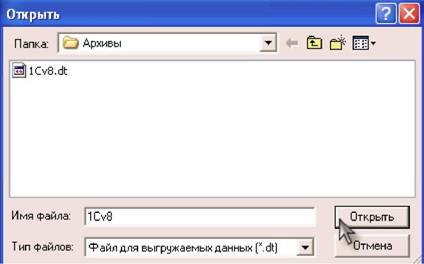 Открыть
Папка: Архивы
1Cv8.dt
Имя файла: 1Cv8 Открыть
Тип файлов: Файл для выгружаемых данных (*.dt) Отмена